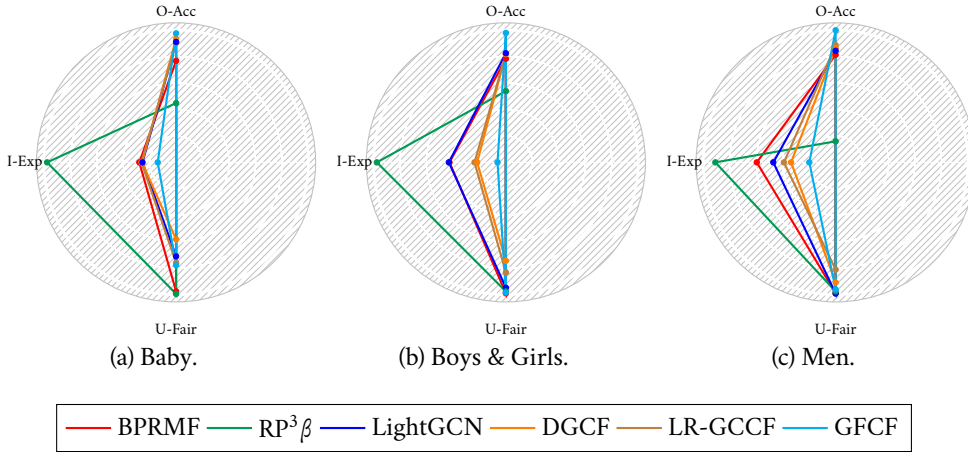 O-Acc
I-Exp
U-Fair
(a) Baby.
O-Acc
I-Exp
U-Fair
(b) Boys & Girls.
O-Acc
I-Exp
U-Fair
(c) Men.
BPRMF RP³β LightGCN DGCF LR-GCCF GFCF